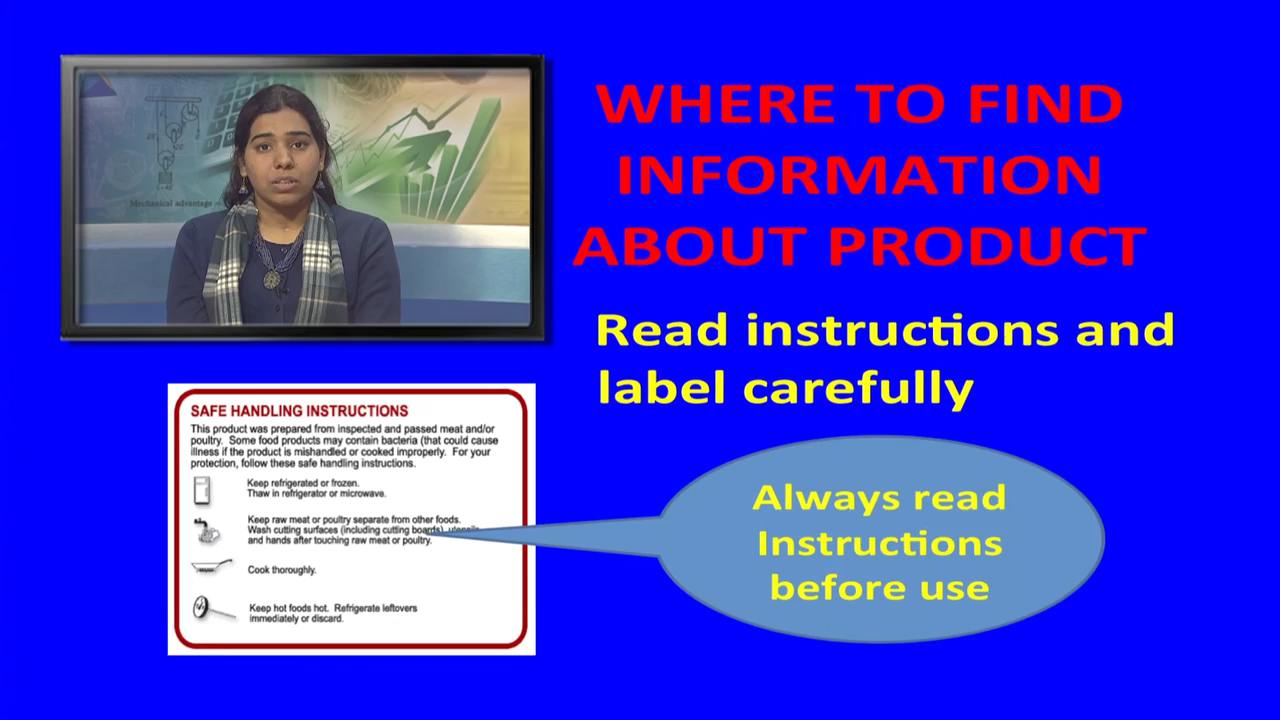 WHERE TO FIND
INFORMATION
ABOUT PRODUCT
Read instructions and
label carefully
Mechanical advantage
SAFE HANDLING INSTRUCTIONS
This product was prepared from inspected and passed meat and/or
poultry. Some food products may contain bacteria (that could cause
illness if the product is mishandled or cooked improperly. For your
protection, follow these safe handling instructions.
Keep refrigerated or frozen.
Thaw in refrigerator or microwave.
Keep raw meat or poultry separate from other foods.
Wash cutting surfaces (including cutting boards), utensils
and hands after touching raw meat or poultry.
Cook thoroughly.
Keep hot foods hot. Refrigerate leftovers
immediately or discard.
Always read
Instructions
before use